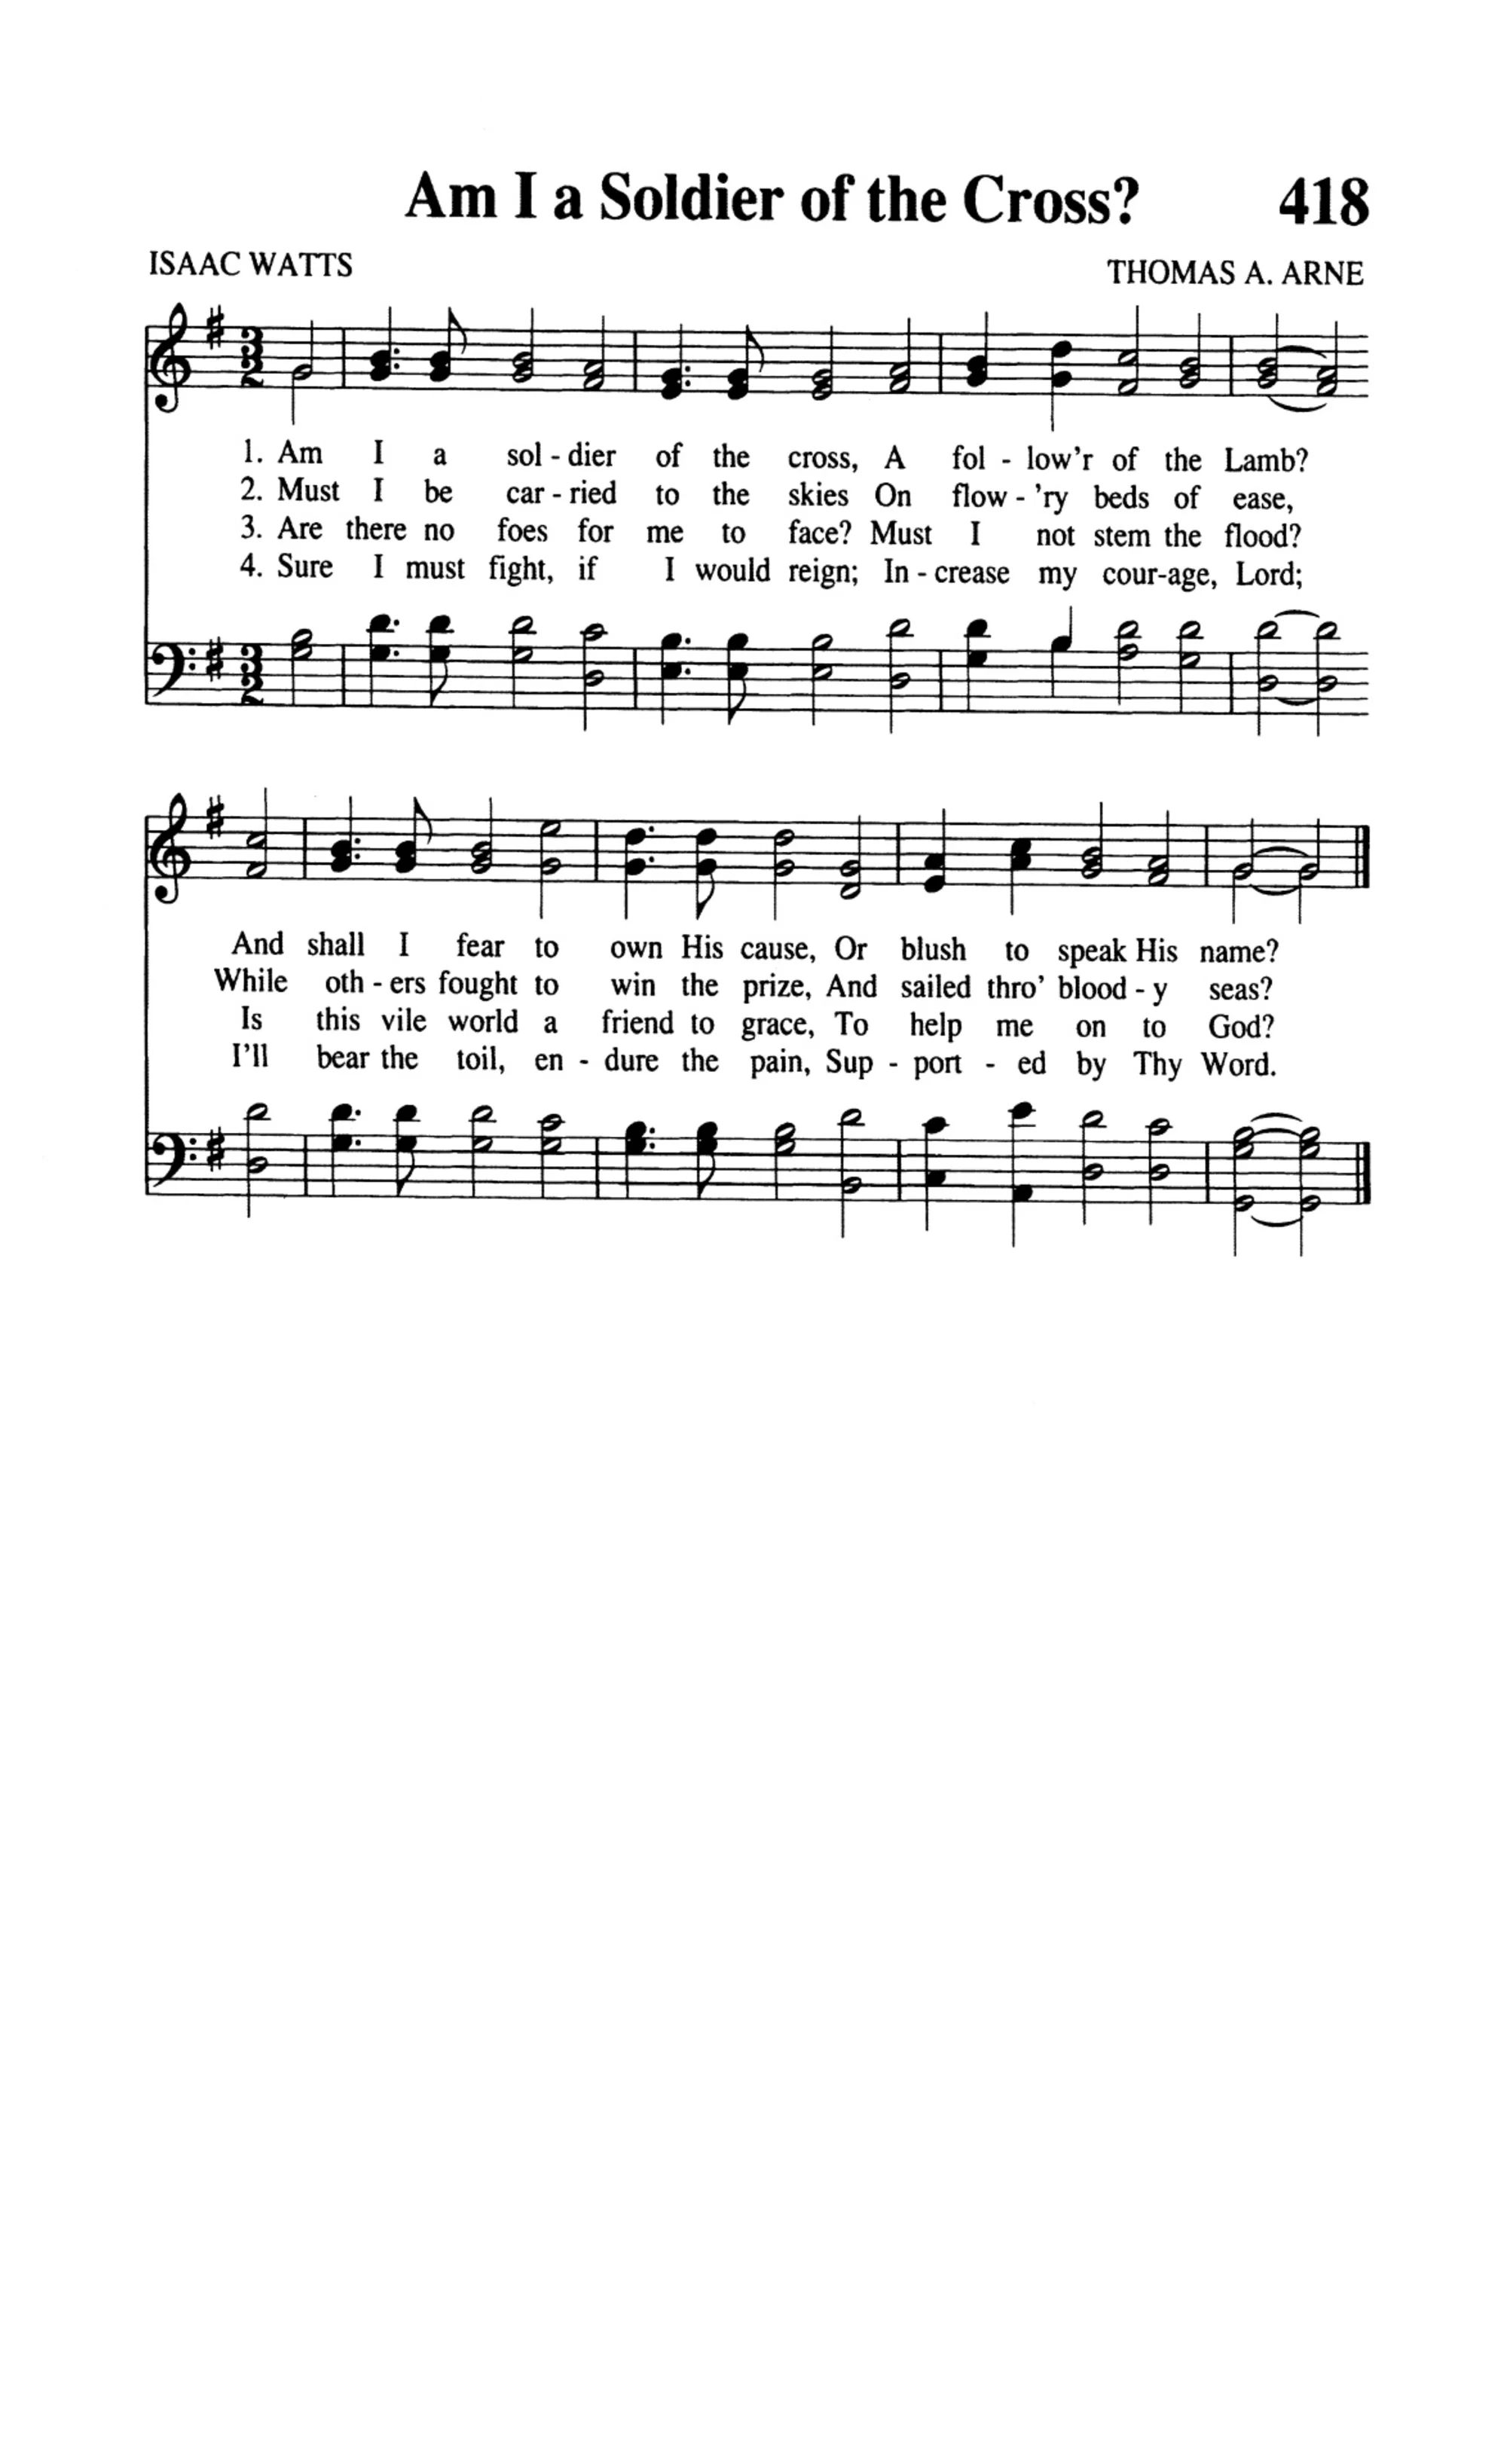 Am I a Soldier of the Cross? 418
ISAAC WATTS THOMAS A. ARNE
3 2
1. Am I a sol - dier of the cross, A fol - low'r of the Lamb?
2. Must I be car - ried to the skies On flow - 'ry beds of ease,
3. Are there no foes for me to face? Must I not stem the flood?
4. Sure I must fight, if I would reign; In - crease my cour-age, Lord;
3 2
And shall I fear to own His cause, Or blush to speak His name?
While oth - ers fought to win the prize, And sailed thro' blood - y seas?
Is this vile world a friend to grace, To help me on to God?
I'll bear the toil, en - dure the pain, Sup - port - ed by Thy Word.